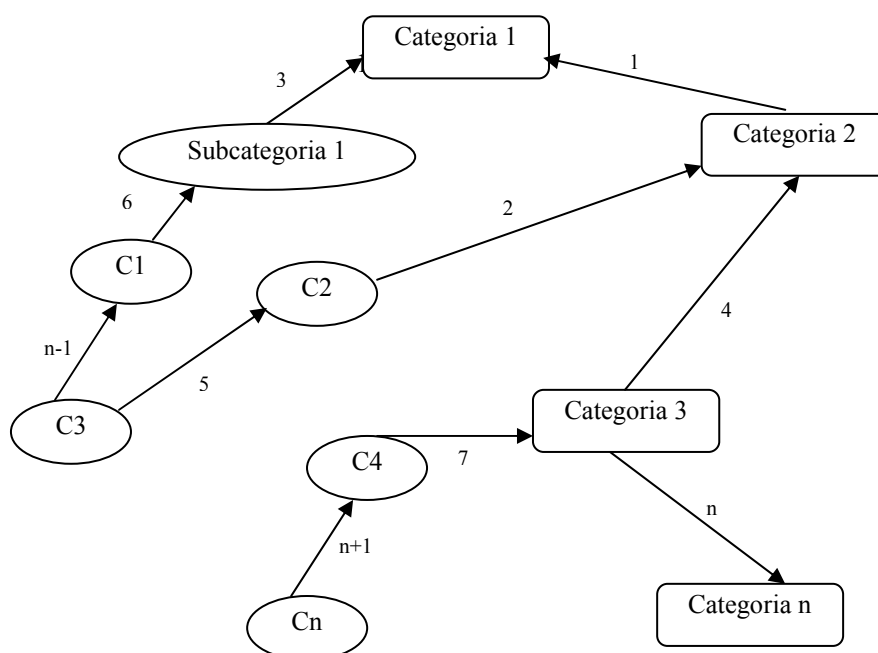 Categoria 1
3
1
Categoria 2
Subcategoria 1
6
2
C1
C2
4
n-1
5
C3
Categoria 3
C4
7
n
n+1
Categoria n
Cn